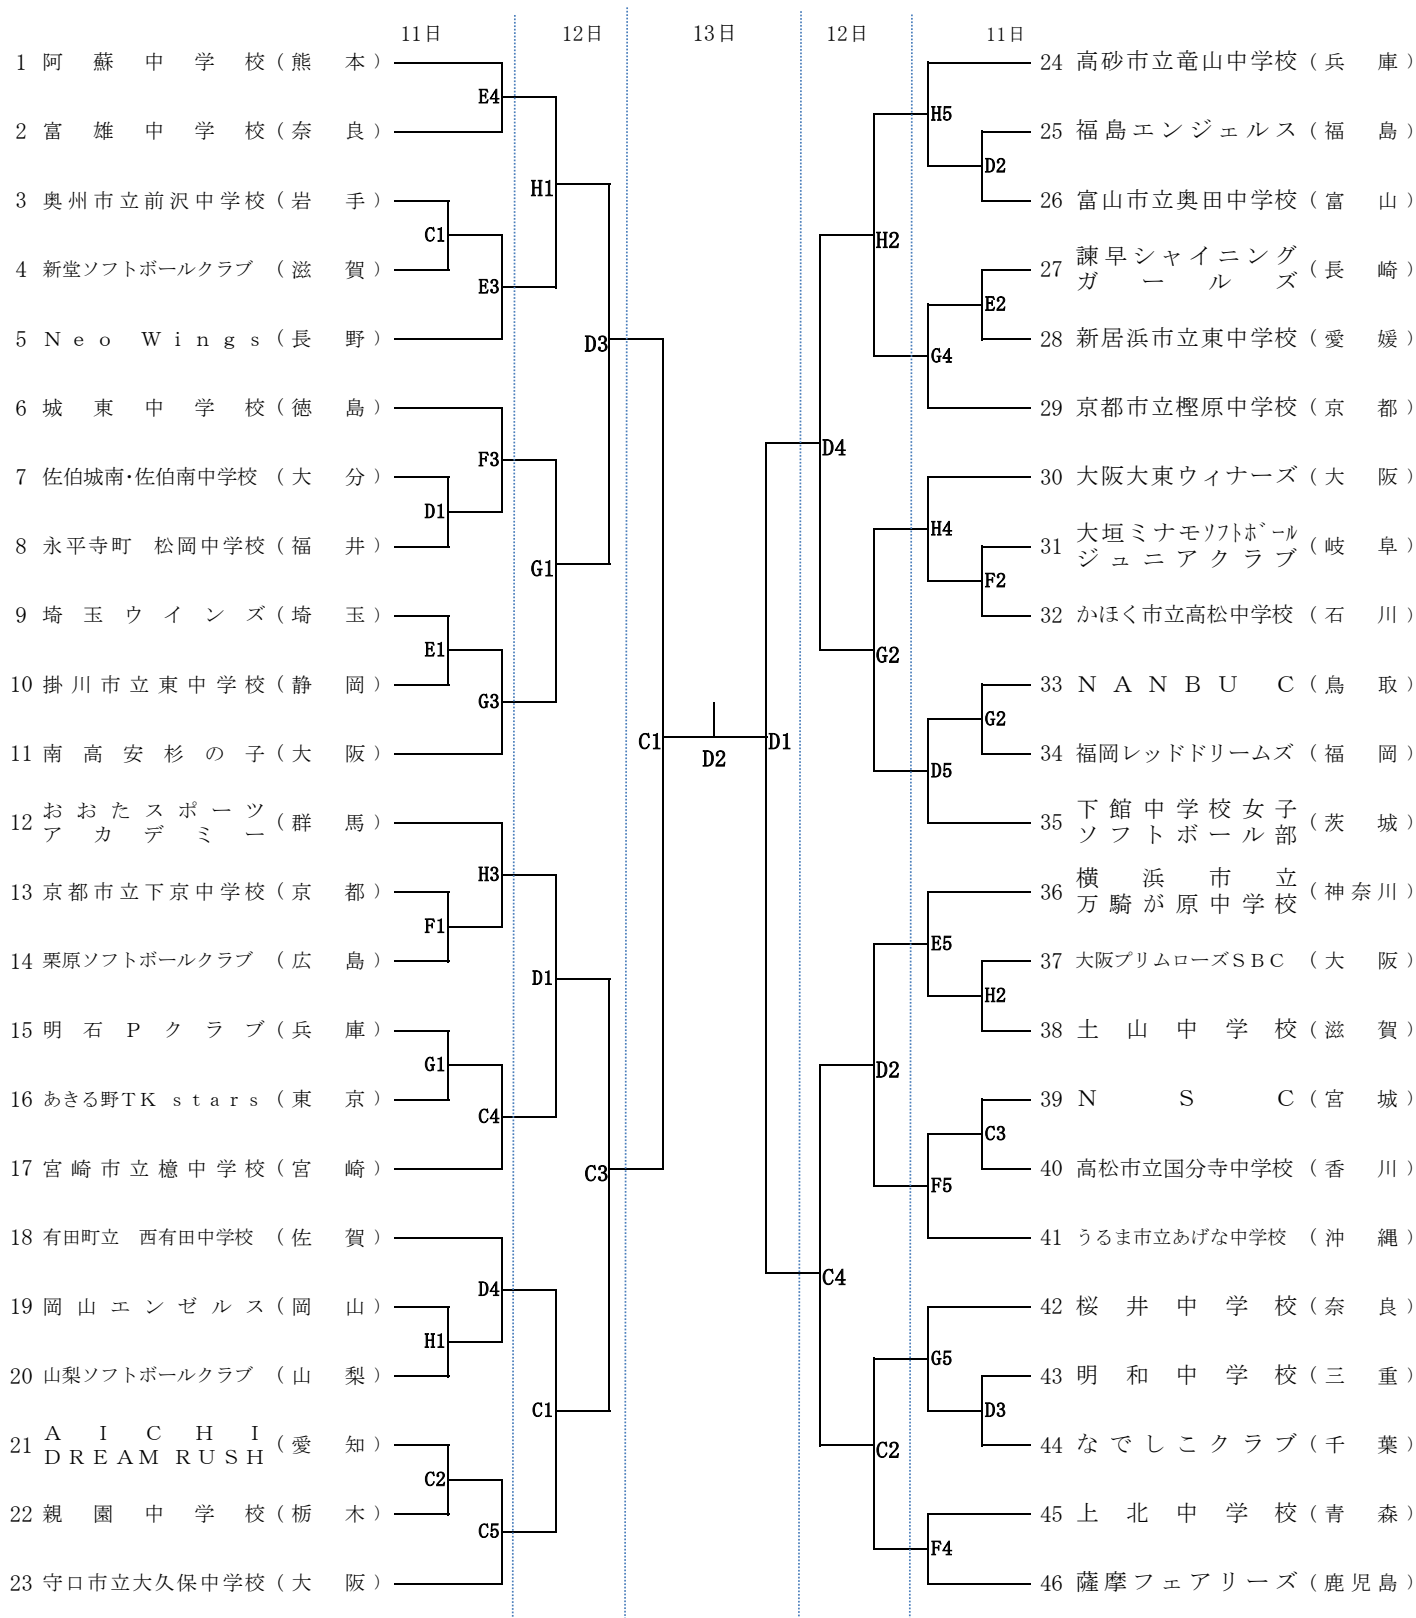 11日 12日 13日 12日 11日
1 阿蘇中学校（熊本）
E4
2 富雄中学校（奈良）
H1
3 奥州市立前沢中学校（岩手）
C1
4 新堂ソフトボールクラブ（滋賀）
E3
5 Neo Wings（長野）
D3
6 城東中学校（徳島）
F3
7 佐伯城南・佐伯南中学校（大分）
D1
8 永平寺町 松岡中学校（福井）
G1
9 埼玉ウインズ（埼玉）
E1
10 掛川市立東中学校（静岡）
G3
11 南高安杉の子（大阪）
C1
12 おおたスポーツ
アカデミー（群馬）
H3
13 京都市立下京中学校（京都）
F1
14 栗原ソフトボールクラブ（広島）
D1
15 明石Pクラブ（兵庫）
G1
16 あきる野TK stars（東京）
C4
17 宮崎市立檍中学校（宮崎）
C3
18 有田町立 西有田中学校（佐賀）
D4
19 岡山エンゼルス（岡山）
H1
20 山梨ソフトボールクラブ（山梨）
C1
21 AICHI
DREAM RUSH（愛知）
C2
22 親園中学校（栃木）
C5
23 守口市立大久保中学校（大阪）
D2
24 高砂市立竜山中学校（兵庫）
H5
25 福島エンジェルス（福島）
D2
26 富山市立奥田中学校（富山）
H2
27 諫早シャイニング
ガールズ（長崎）
E2
28 新居浜市立東中学校（愛媛）
G4
29 京都市立樫原中学校（京都）
D4
30 大阪大東ウィナーズ（大阪）
H4
31 大垣ミナモソフトボール
ジュニアクラブ（岐阜）
F2
32 かほく市立高松中学校（石川）
G2
33 NANBU C（鳥取）
G2
34 福岡レッドドリームズ（福岡）
D5
35 下館中学校女子
ソフトボール部（茨城）
D1
36 横浜市立
万騎が原中学校（神奈川）
E5
37 大阪プリムローズSBC（大阪）
H2
38 土山中学校（滋賀）
D2
39 NSC（宮城）
C3
40 高松市立国分寺中学校（香川）
F5
41 うるま市立あげな中学校（沖縄）
C4
42 桜井中学校（奈良）
G5
43 明和中学校（三重）
D3
44 なでしこクラブ（千葉）
C2
45 上北中学校（青森）
F4
46 薩摩フェアリーズ（鹿児島）